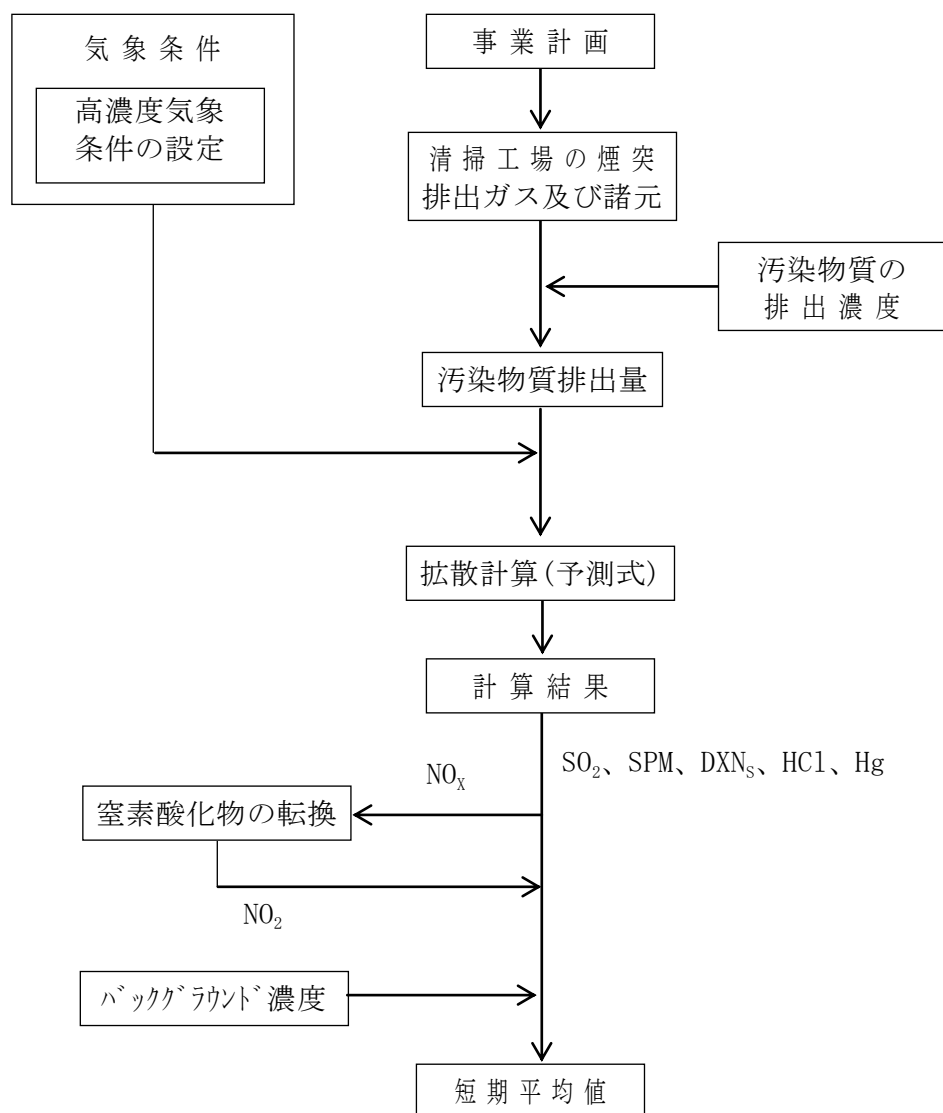 気象条件
高濃度気象
条件の設定
事業計画
清掃工場の煙突
排出ガス及び諸元
汚染物質の
排出濃度
汚染物質排出量
拡散計算(予測式)
計算結果
SO₂、SPM、DXNₛ、HCl、Hg
NOₓ
窒素酸化物の転換
NO₂
バックグラウンド濃度
短期平均値